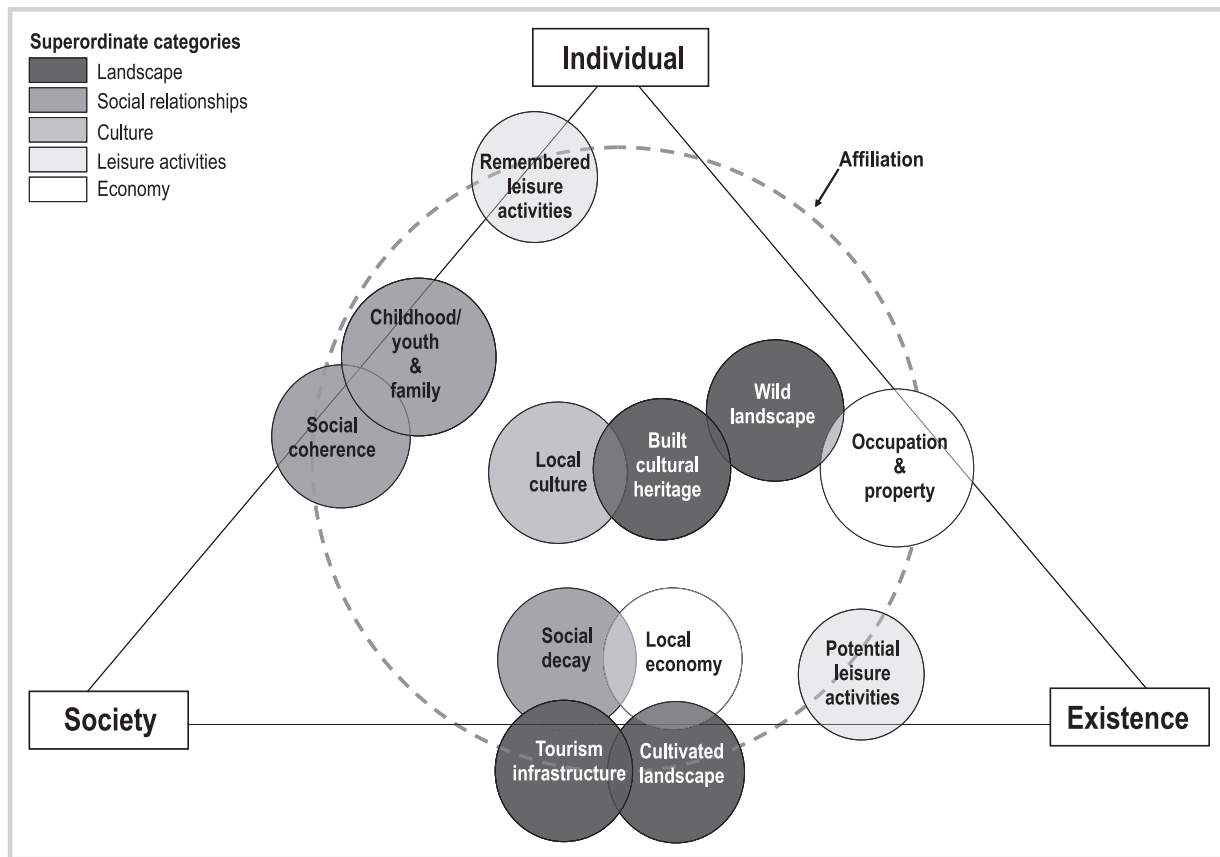 Superordinate categories
Landscape
Social relationships
Culture
Leisure activities
Economy
Individual
Affiliation
Remembered
leisure
activities
Childhood/
youth
&
family
Social
coherence
Wild
landscape
Local
culture
Built
cultural
heritage
Occupation
&
property
Social
decay
Local
economy
Potential
leisure
activities
Society
Existence
Tourism
infrastructure
Cultivated
landscape